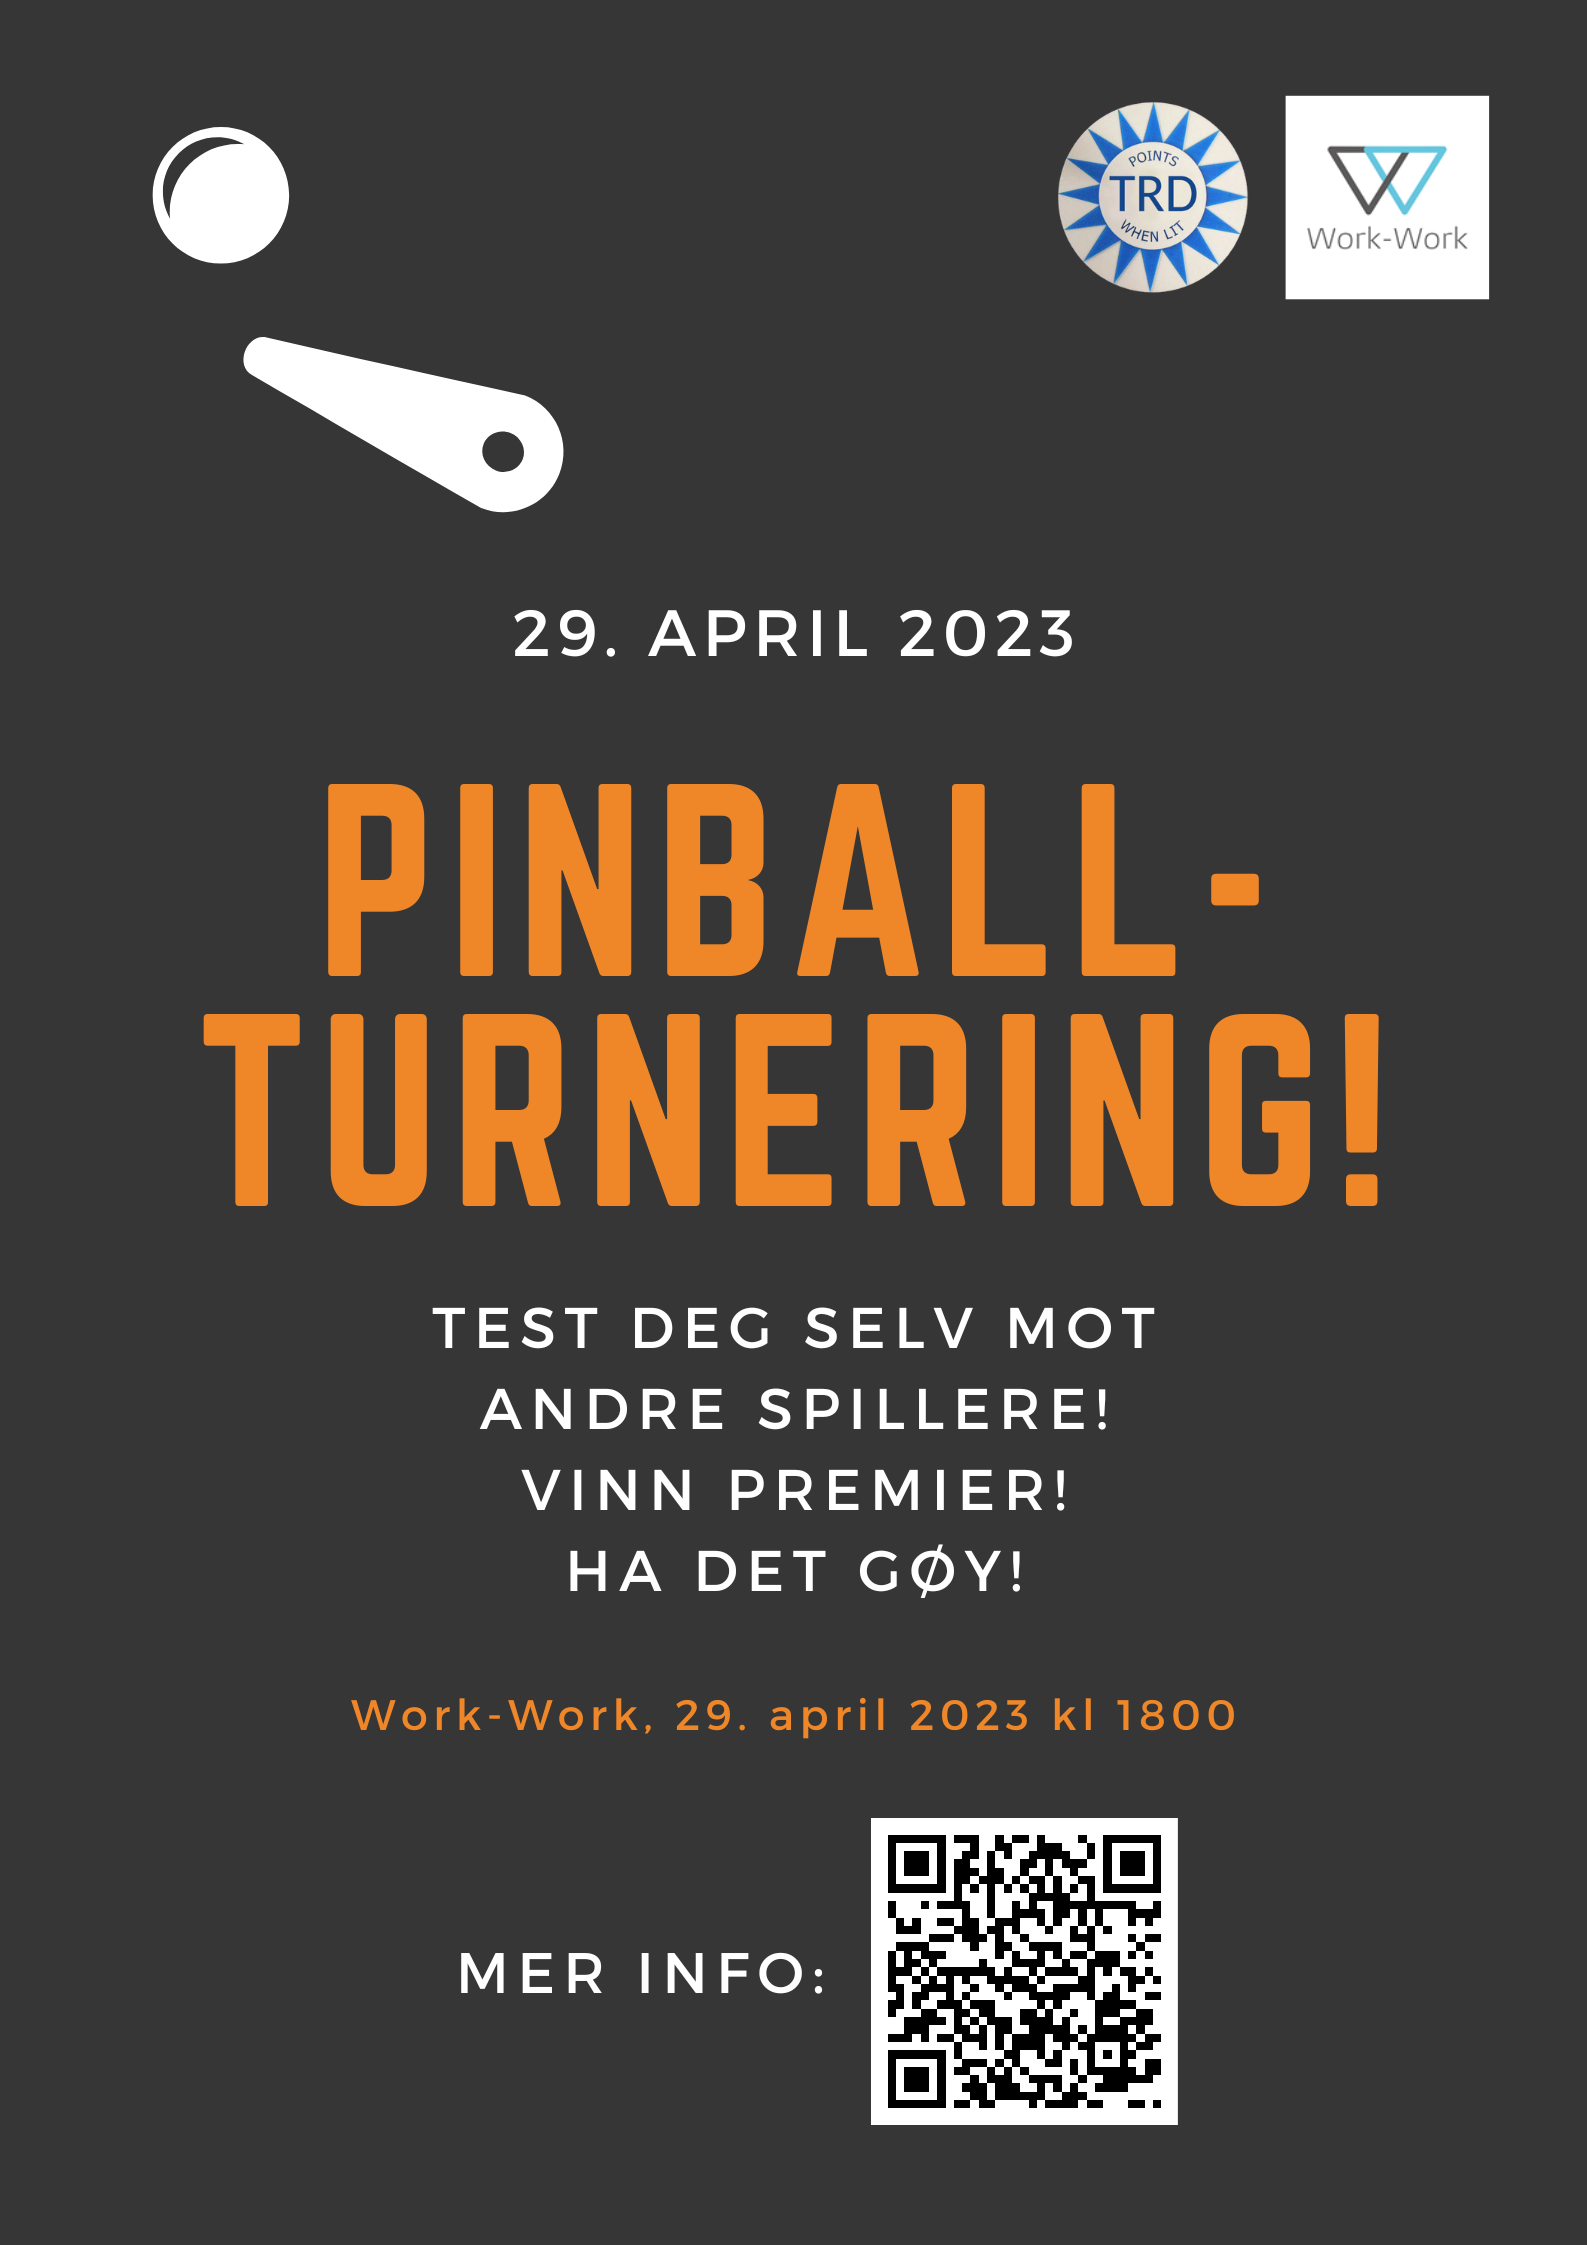 POINTS
TRD
WHEN LIT
Work-Work
29. APRIL 2023
PINBALL-
TURNERING!
TEST DEG SELV MOT
ANDRE SPILLERE!
VINN PREMIER!
HA DET GØY!
Work-Work, 29. april 2023 kl 1800
MER INFO: